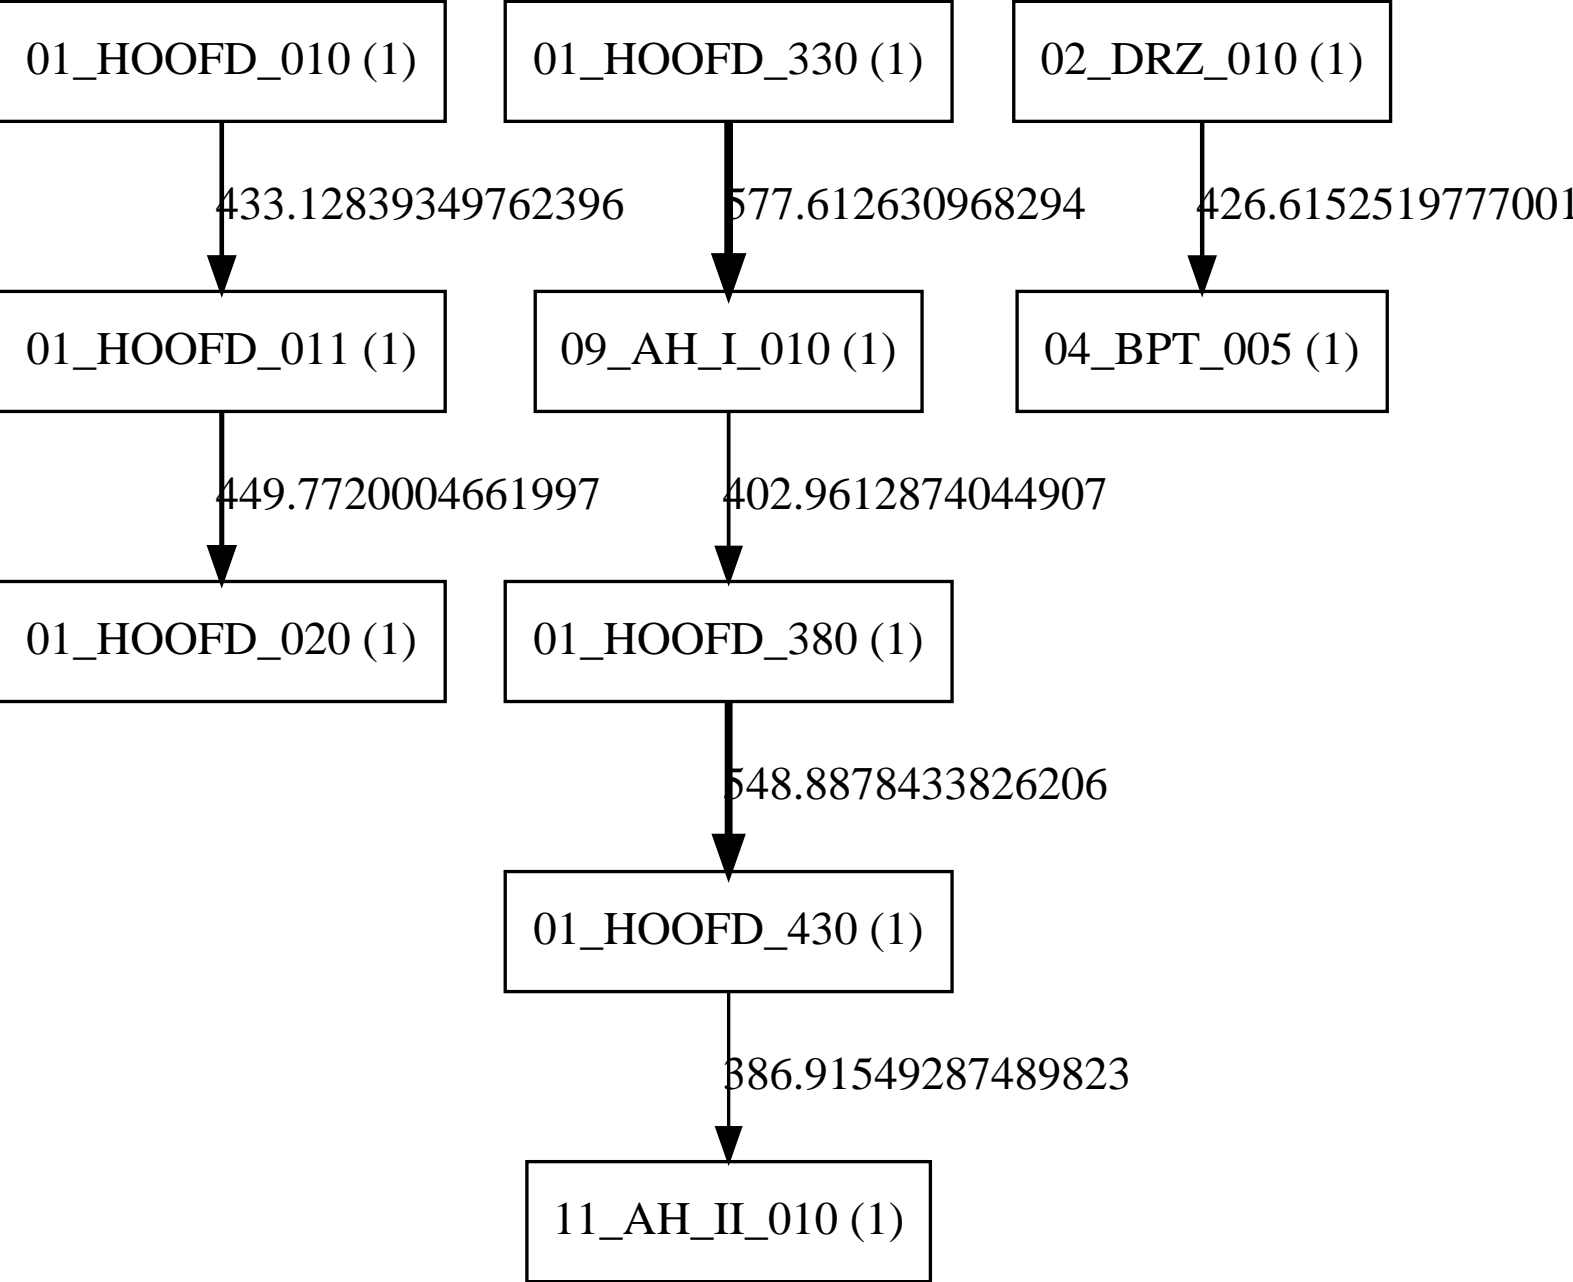 01_HOOFD_010 (1)
01_HOOFD_330 (1)
02_DRZ_010 (1)
433.12839349762396
577.612630968294
426.6152519777001
01_HOOFD_011 (1)
09_AH_I_010 (1)
04_BPT_005 (1)
449.7720004661997
402.9612874044907
01_HOOFD_020 (1)
01_HOOFD_380 (1)
548.8878433826206
01_HOOFD_430 (1)
386.91549287489823
11_AH_II_010 (1)